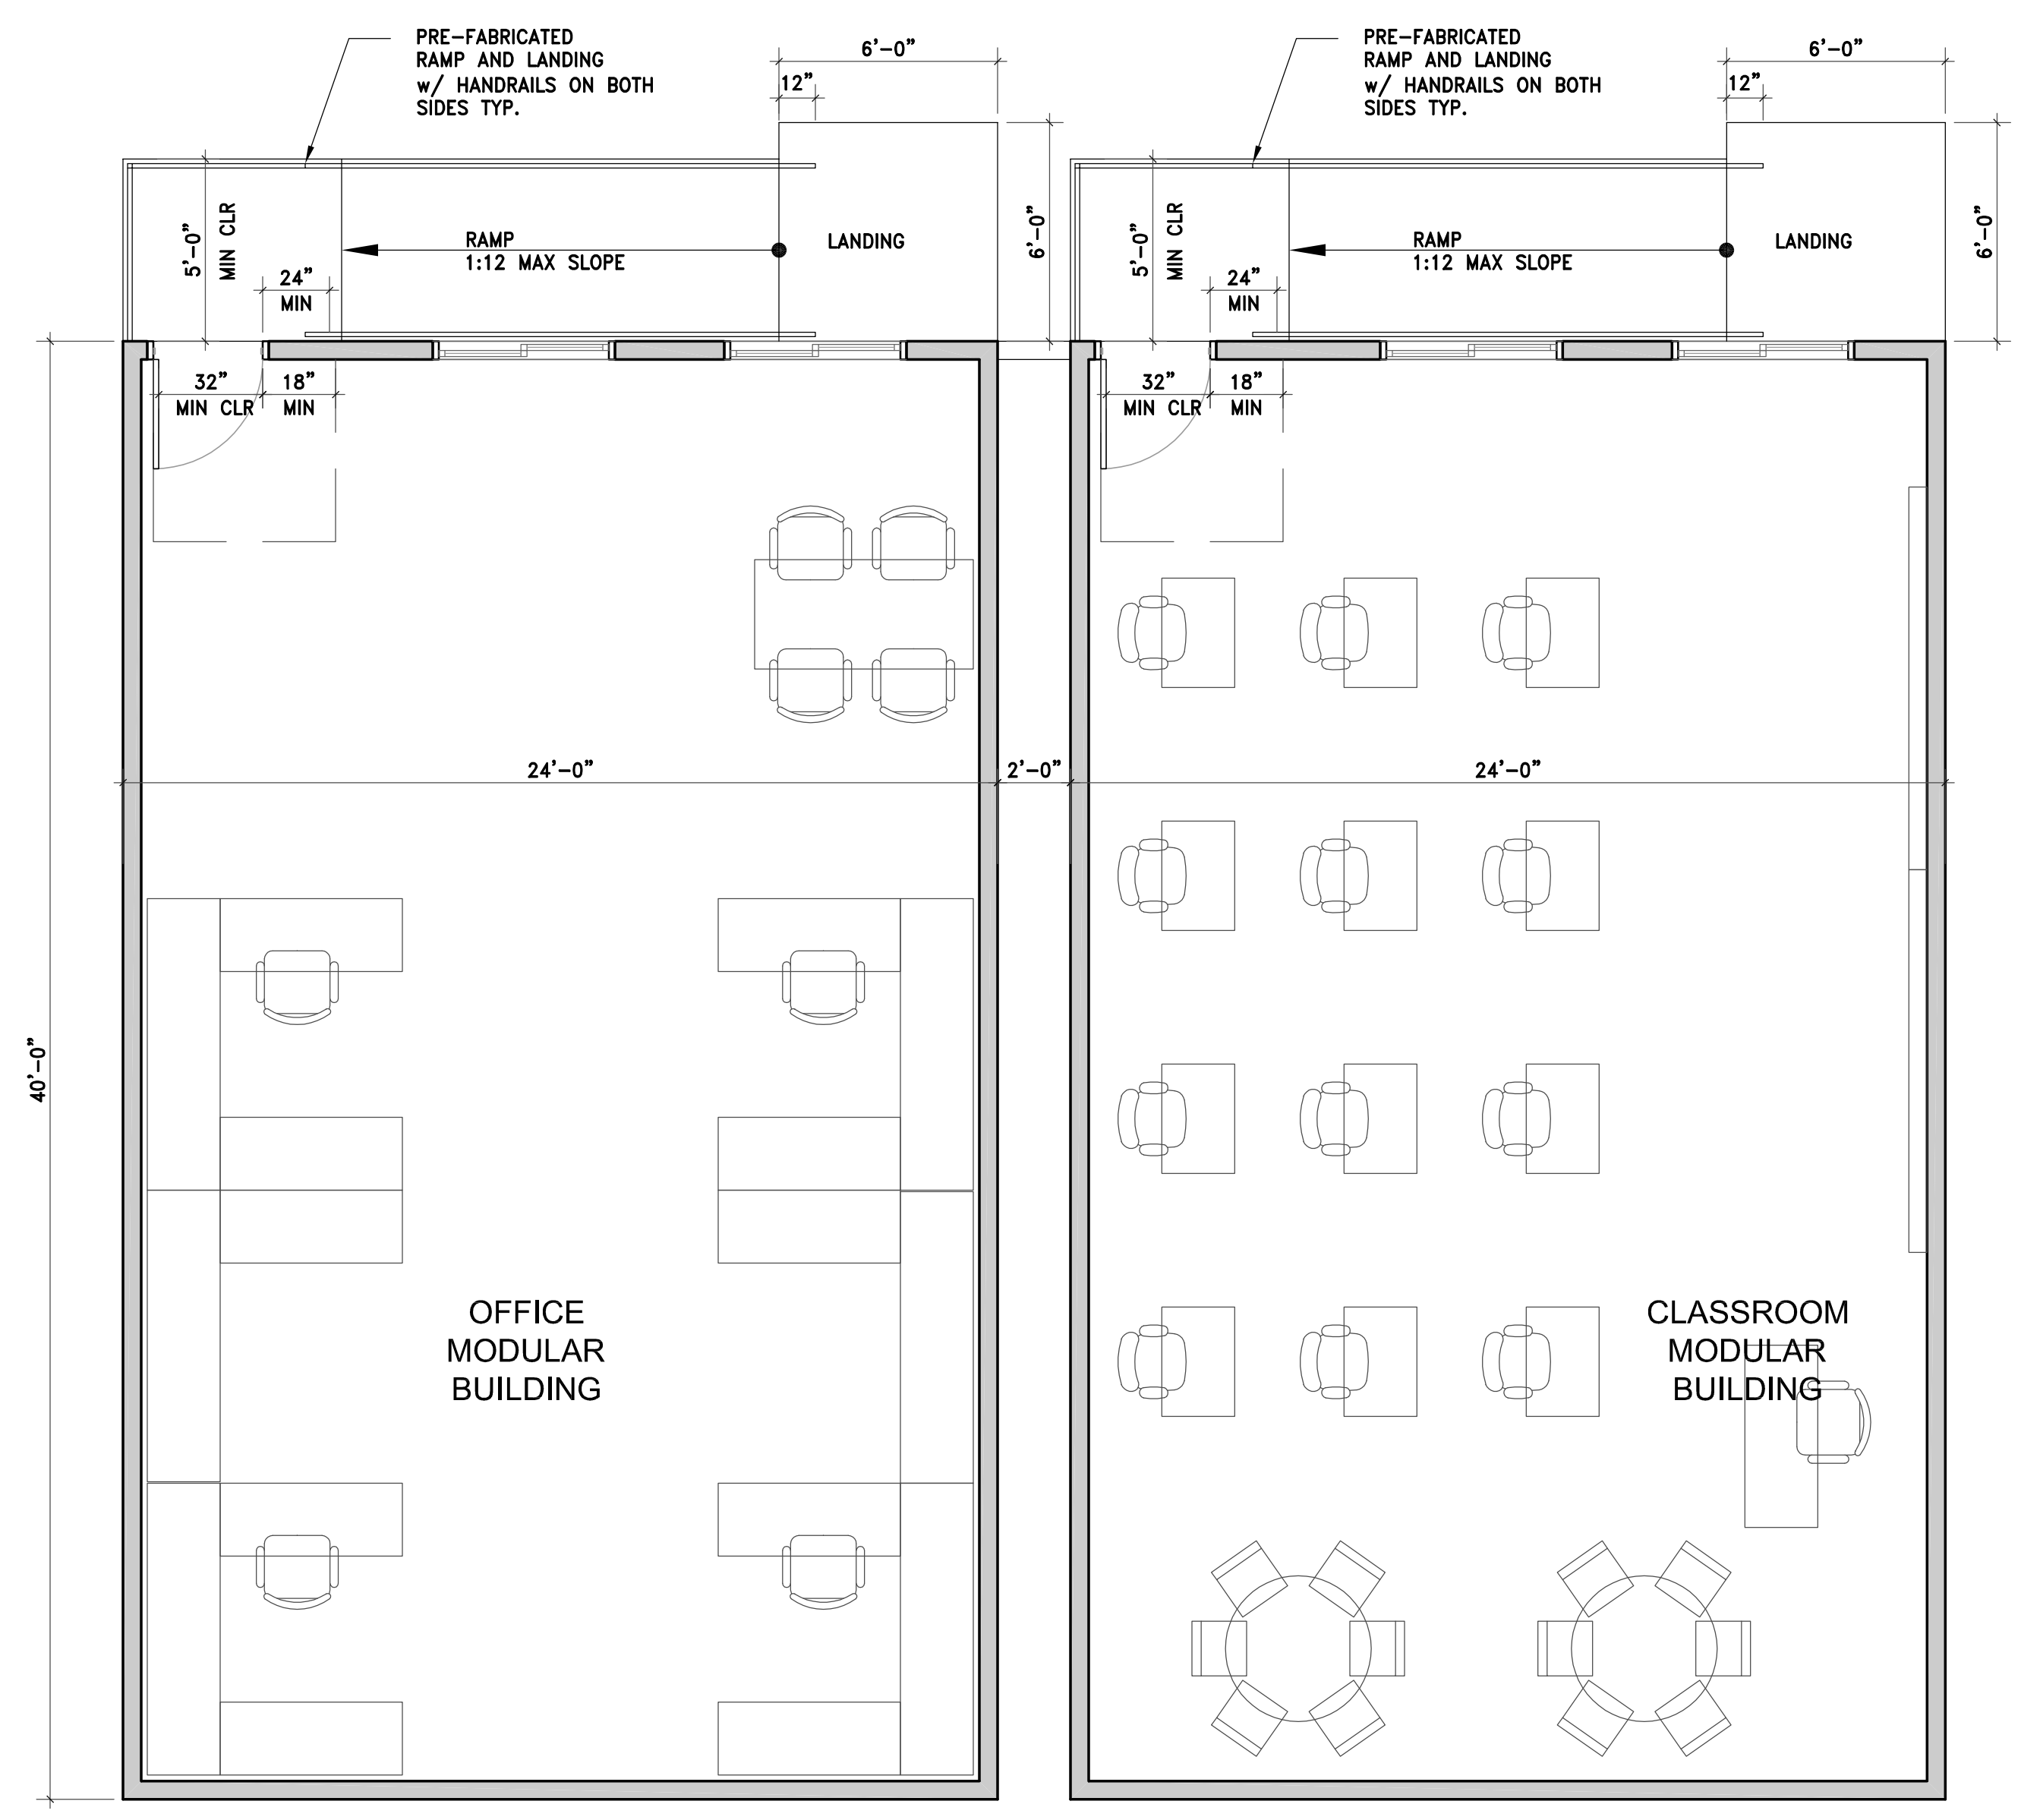 PRE-FABRICATED
RAMP AND LANDING
w/ HANDRAILS ON BOTH
SIDES TYP.
6'-0"
12"
PRE-FABRICATED
RAMP AND LANDING
w/ HANDRAILS ON BOTH
SIDES TYP.
6'-0"
12"
5'-0"
MIN CLR
RAMP
1:12 MAX SLOPE
LANDING
6'-0"
24"
MIN
5'-0"
MIN CLR
RAMP
1:12 MAX SLOPE
LANDING
6'-0"
24"
MIN
32"
MIN CLR
18"
MIN
32"
MIN CLR
18"
MIN
24'-0"
2'-0"
24'-0"
40'-0"
OFFICE
MODULAR
BUILDING
CLASSROOM
MODULAR
BUILDING